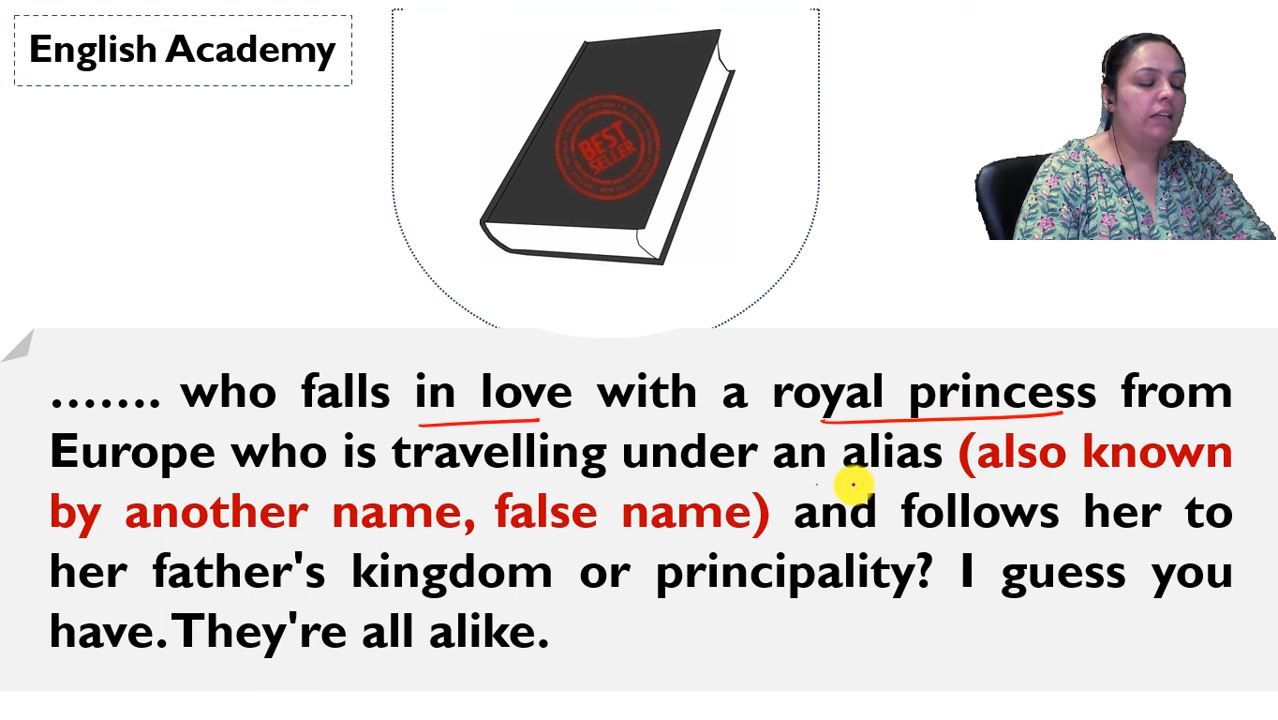 English Academy
BEST
SELLER
……. who falls in love with a royal princess from
Europe who is travelling under an alias (also known
by another name, false name) and follows her to
her father's kingdom or principality? I guess you
have. They're all alike.